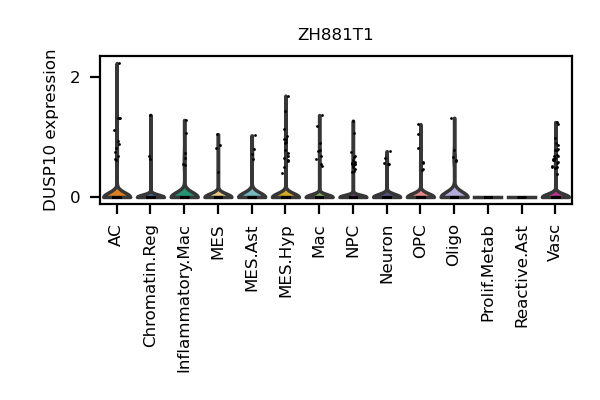 ZH881T1
DUSP10 expression
2
0
AC
Chromatin.Reg
Inflammatory.Mac
MES
MES.Ast
MES.Hyp
Mac
NPC
Neuron
OPC
Oligo
Prolif.Metab
Reactive.Ast
Vasc